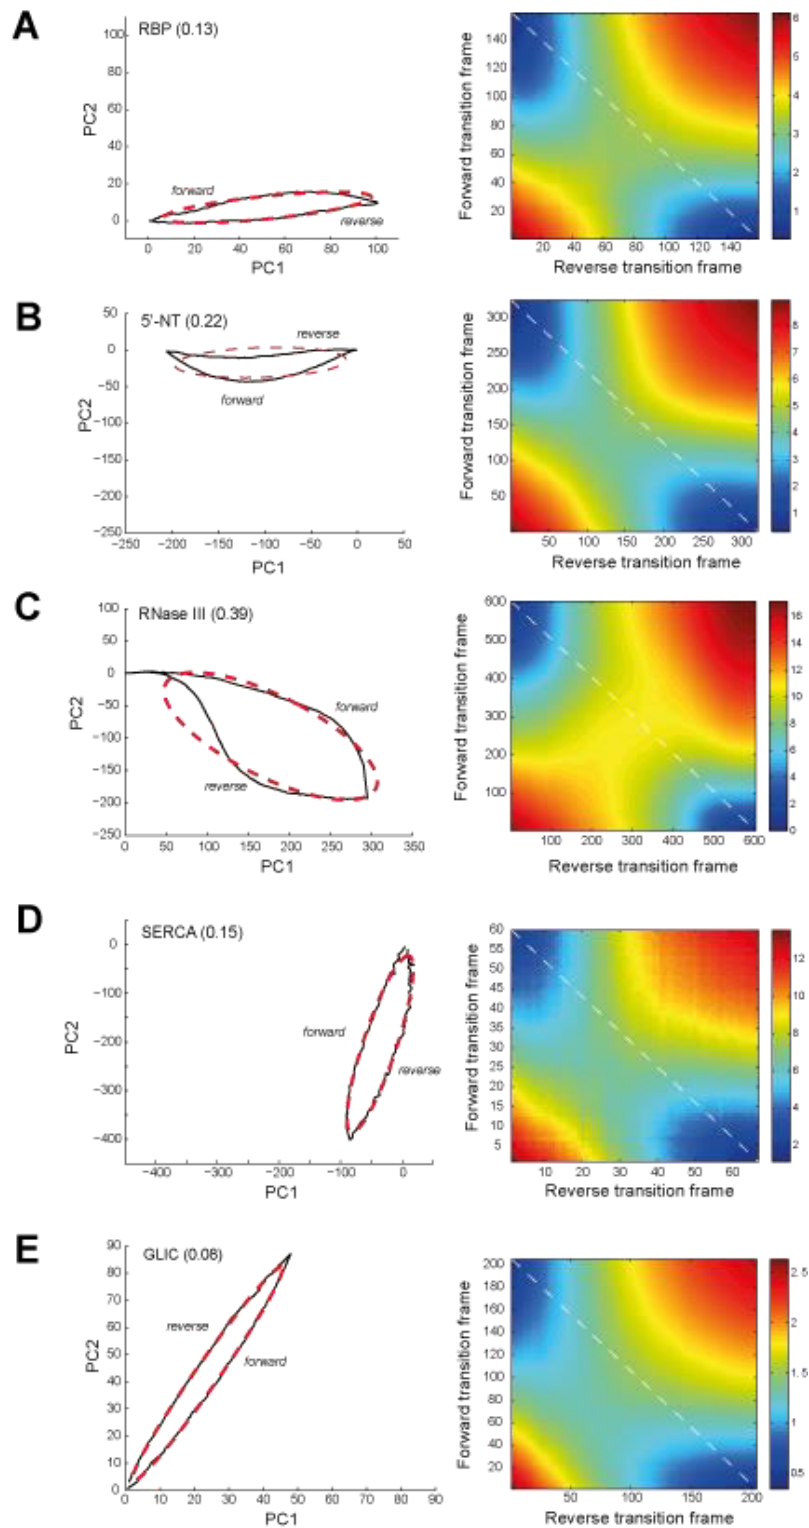 A
RBP (0.13)
PC2
100
80
60
40
20
0
forward
reverse
0 20 40 60 80 100
PC1
Forward transition frame
140
120
100
80
60
40
20
20 40 60 80 100 120 140
Reverse transition frame
6
5
4
3
2
1
B
5'-NT (0.22)
PC2
50
0
−50
−100
−150
−200
−250
reverse
forward
−250 −200 −150 −100 −50 0 50
PC1
Forward transition frame
300
250
200
150
100
50
50 100 150 200 250 300
Reverse transition frame
8
7
6
5
4
3
2
1
C
RNase III (0.39)
PC2
100
50
0
−50
−100
−150
−200
−250
forward
reverse
0 50 100 150 200 250 300 350
PC1
Forward transition frame
600
500
400
300
200
100
100 200 300 400 500 600
Reverse transition frame
16
14
12
10
8
6
4
2
0
D
SERCA (0.15)
PC2
0
−100
−200
−300
−400
forward
reverse
−400 −300 −200 −100 0
PC1
Forward transition frame
60
55
50
45
40
35
30
25
20
15
10
5
10 20 30 40 50 60
Reverse transition frame
12
10
8
6
4
2
E
GLIC (0.08)
PC2
90
80
70
60
50
40
30
20
10
0
reverse
forward
0 10 20 30 40 50 60 70 80 90
PC1
Forward transition frame
200
180
160
140
120
100
80
60
40
20
50 100 150 200
Reverse transition frame
2.5
2
1.5
1
0.5